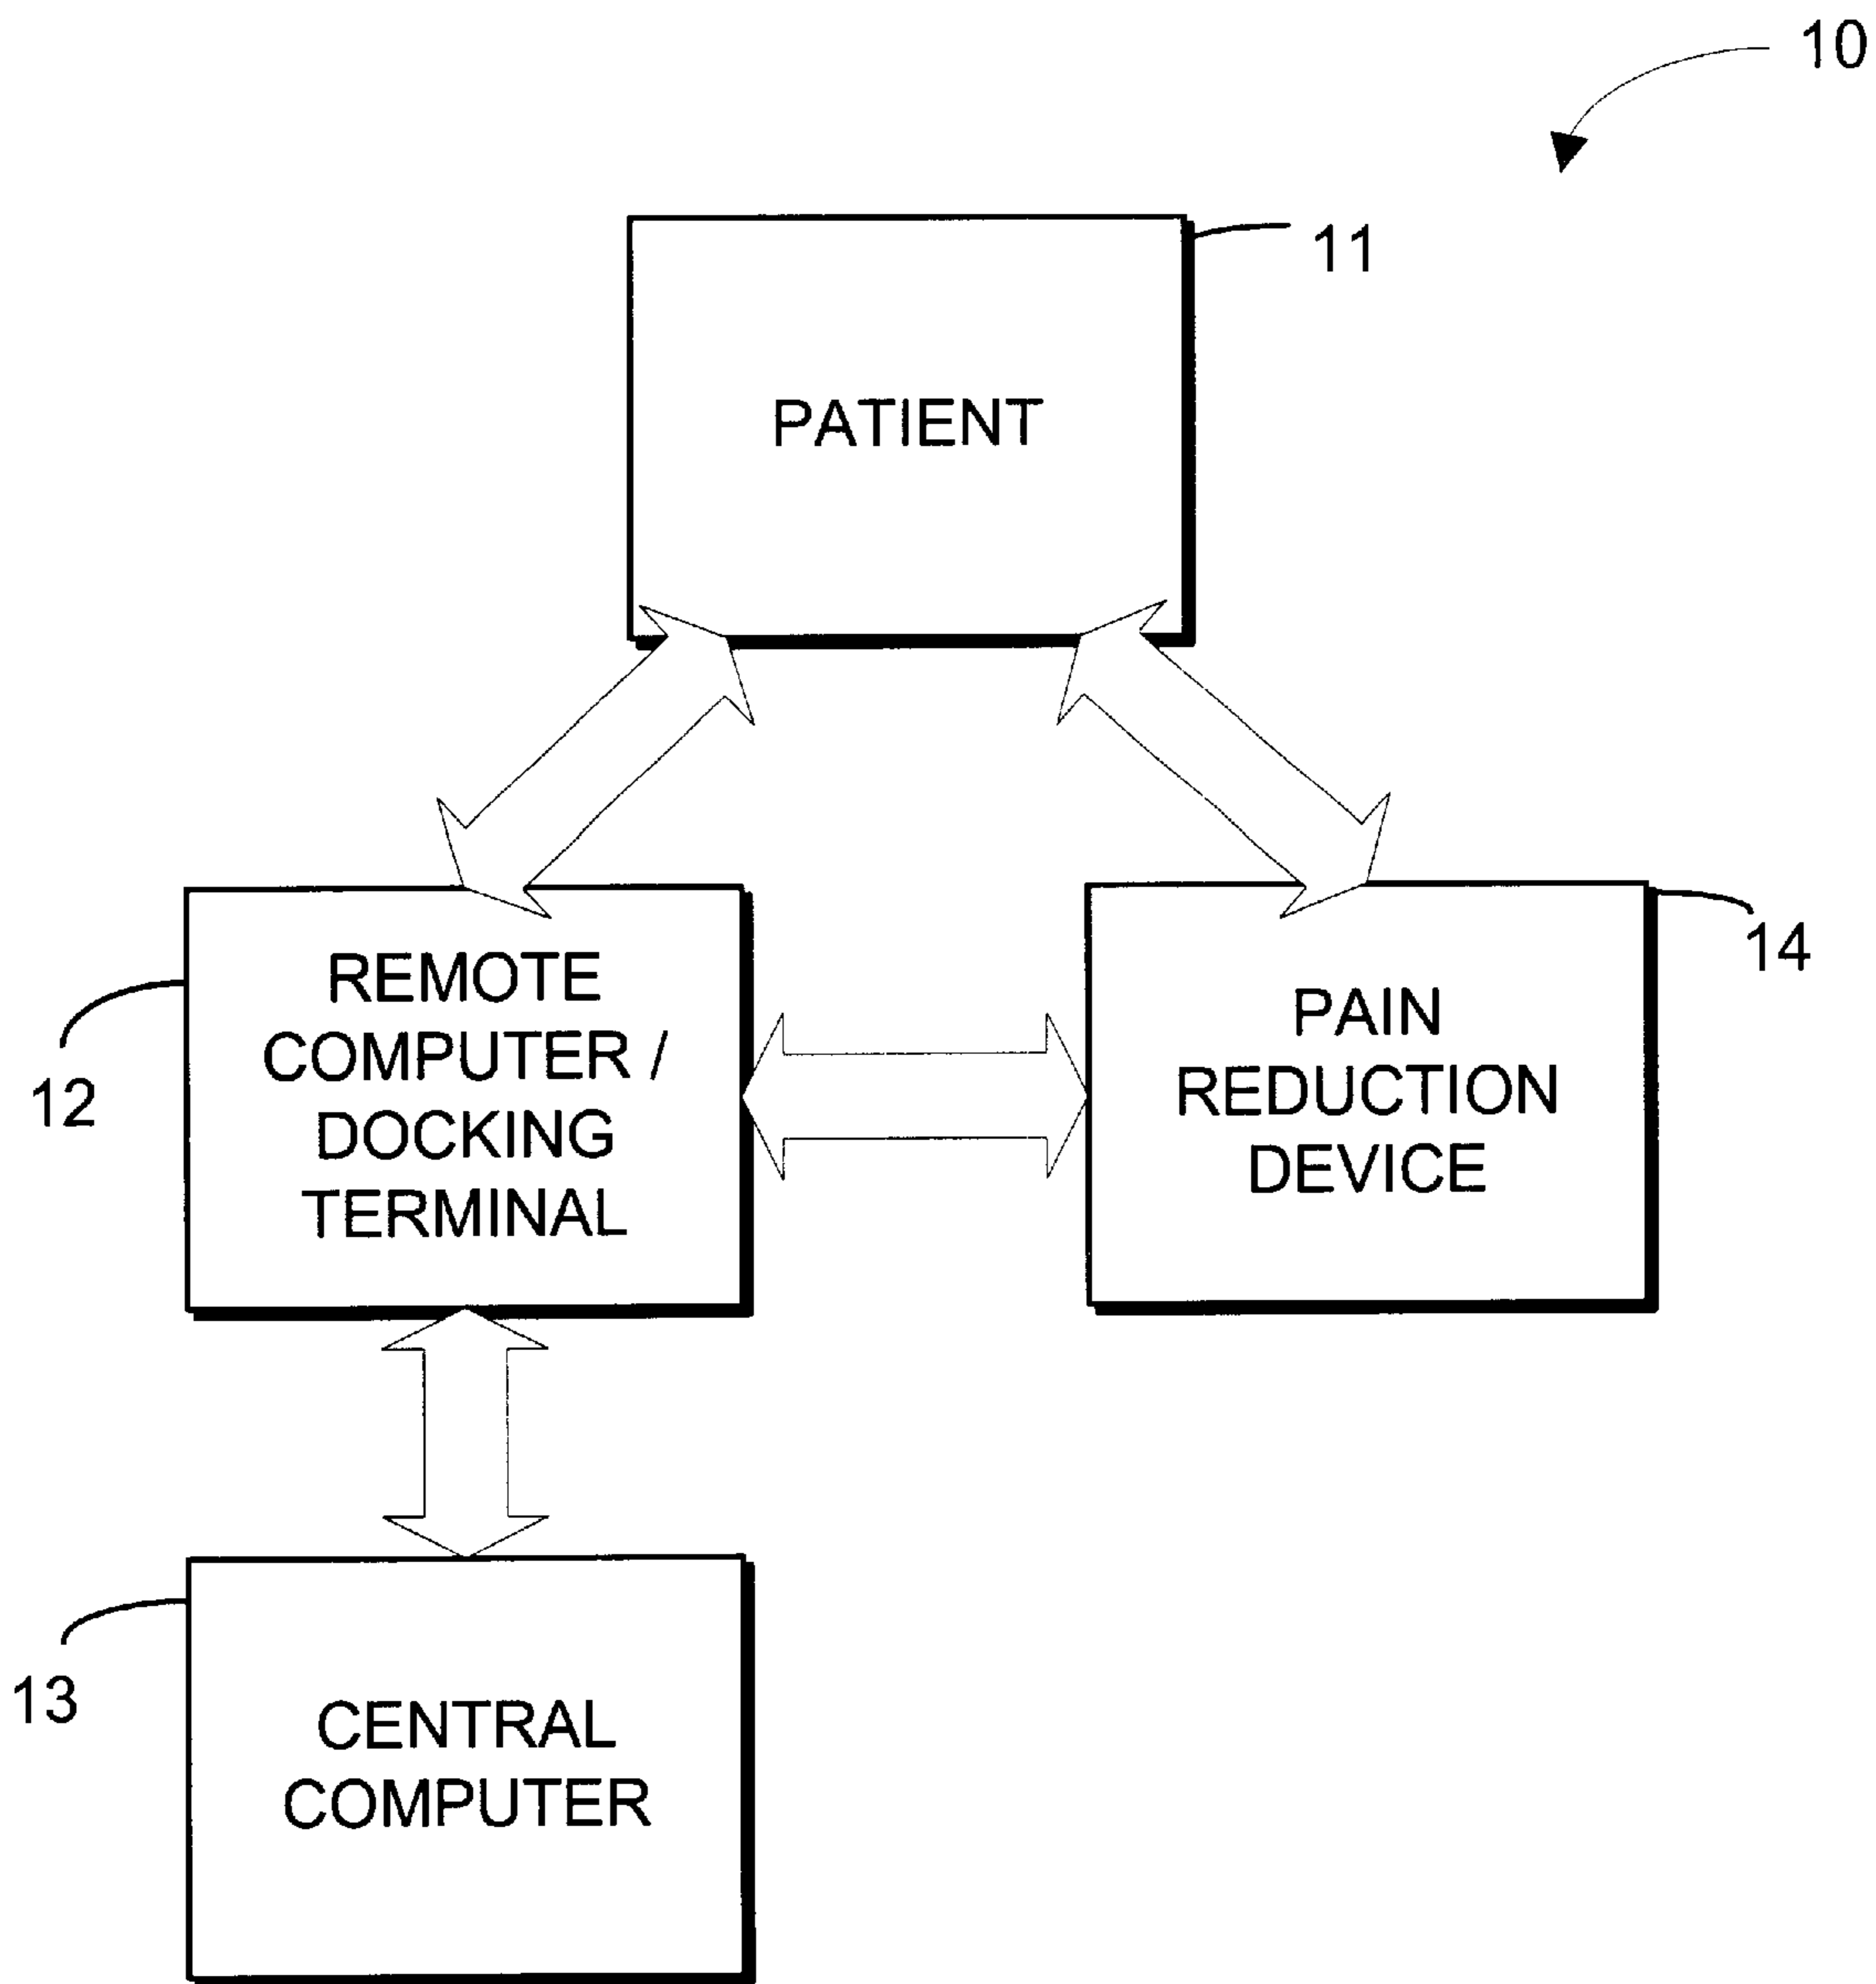 10
11
PATIENT
12
REMOTE
COMPUTER /
DOCKING
TERMINAL
14
PAIN
REDUCTION
DEVICE
13
CENTRAL
COMPUTER